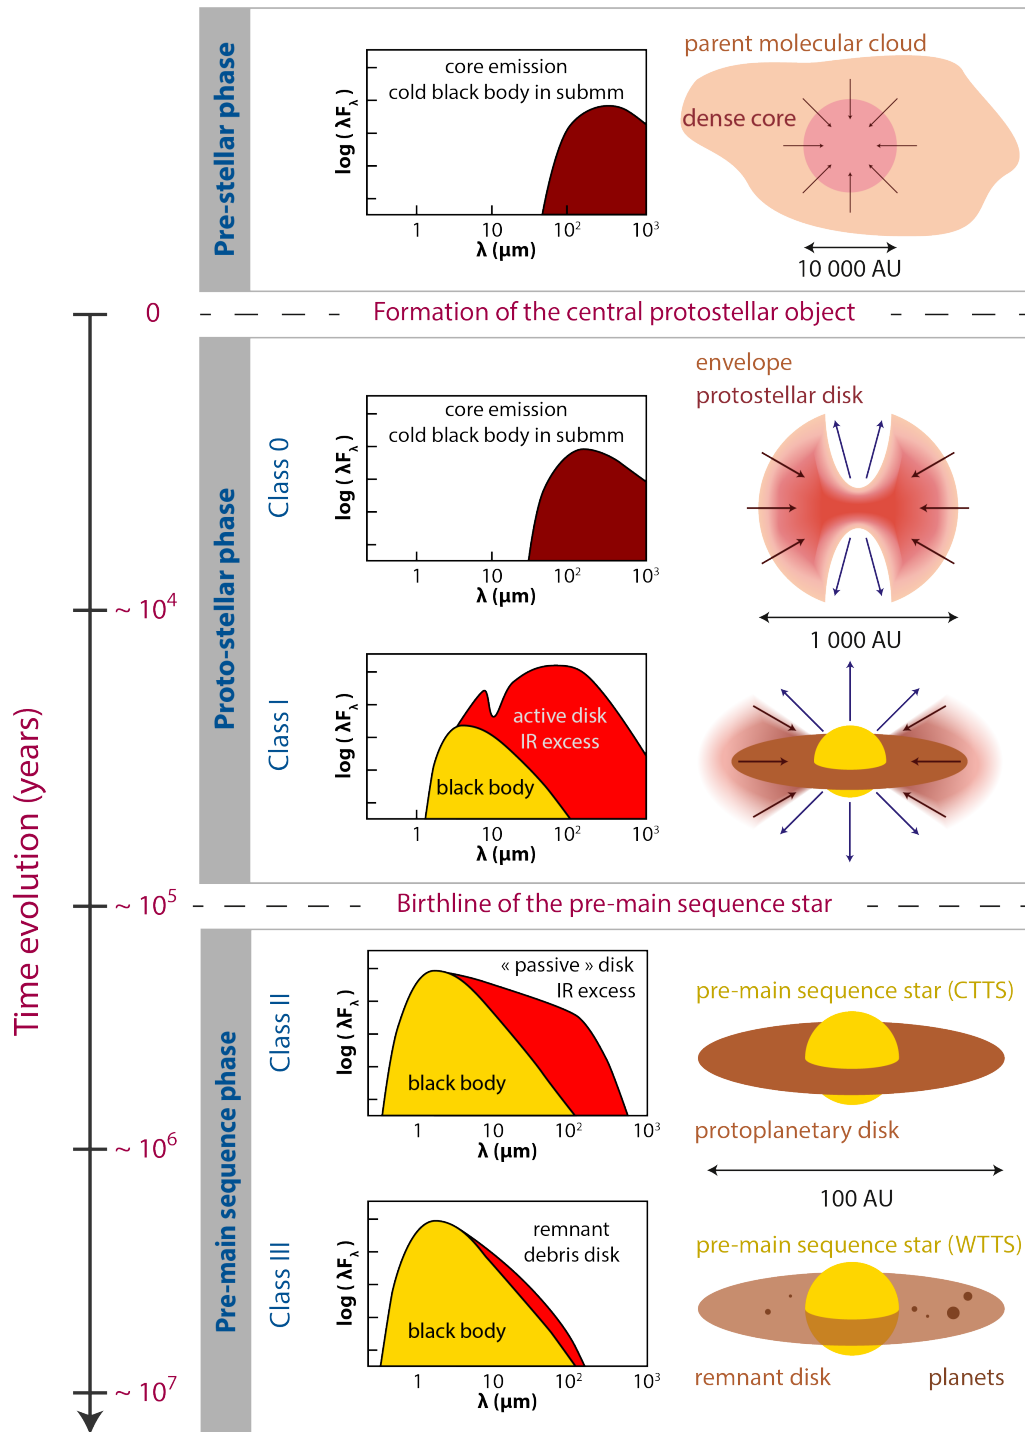 Time evolution (years)
0
~ 10⁴
~ 10⁵
~ 10⁶
~ 10⁷
Pre-stellar phase
core emission
cold black body in submm
log ( λF_λ )
1 10 10² 10³
λ (µm)
parent molecular cloud
dense core
10 000 AU
Formation of the central protostellar object
Proto-stellar phase
Class 0
core emission
cold black body in submm
log ( λF_λ )
1 10 10² 10³
λ (µm)
envelope
protostellar disk
1 000 AU
Class I
active disk
IR excess
black body
log ( λF_λ )
1 10 10² 10³
λ (µm)
Birthline of the pre-main sequence star
Pre-main sequence phase
Class II
« passive » disk
IR excess
black body
log ( λF_λ )
1 10 10² 10³
λ (µm)
pre-main sequence star (CTTS)
protoplanetary disk
100 AU
Class III
remnant
debris disk
black body
log ( λF_λ )
1 10 10² 10³
λ (µm)
pre-main sequence star (WTTS)
remnant disk
planets